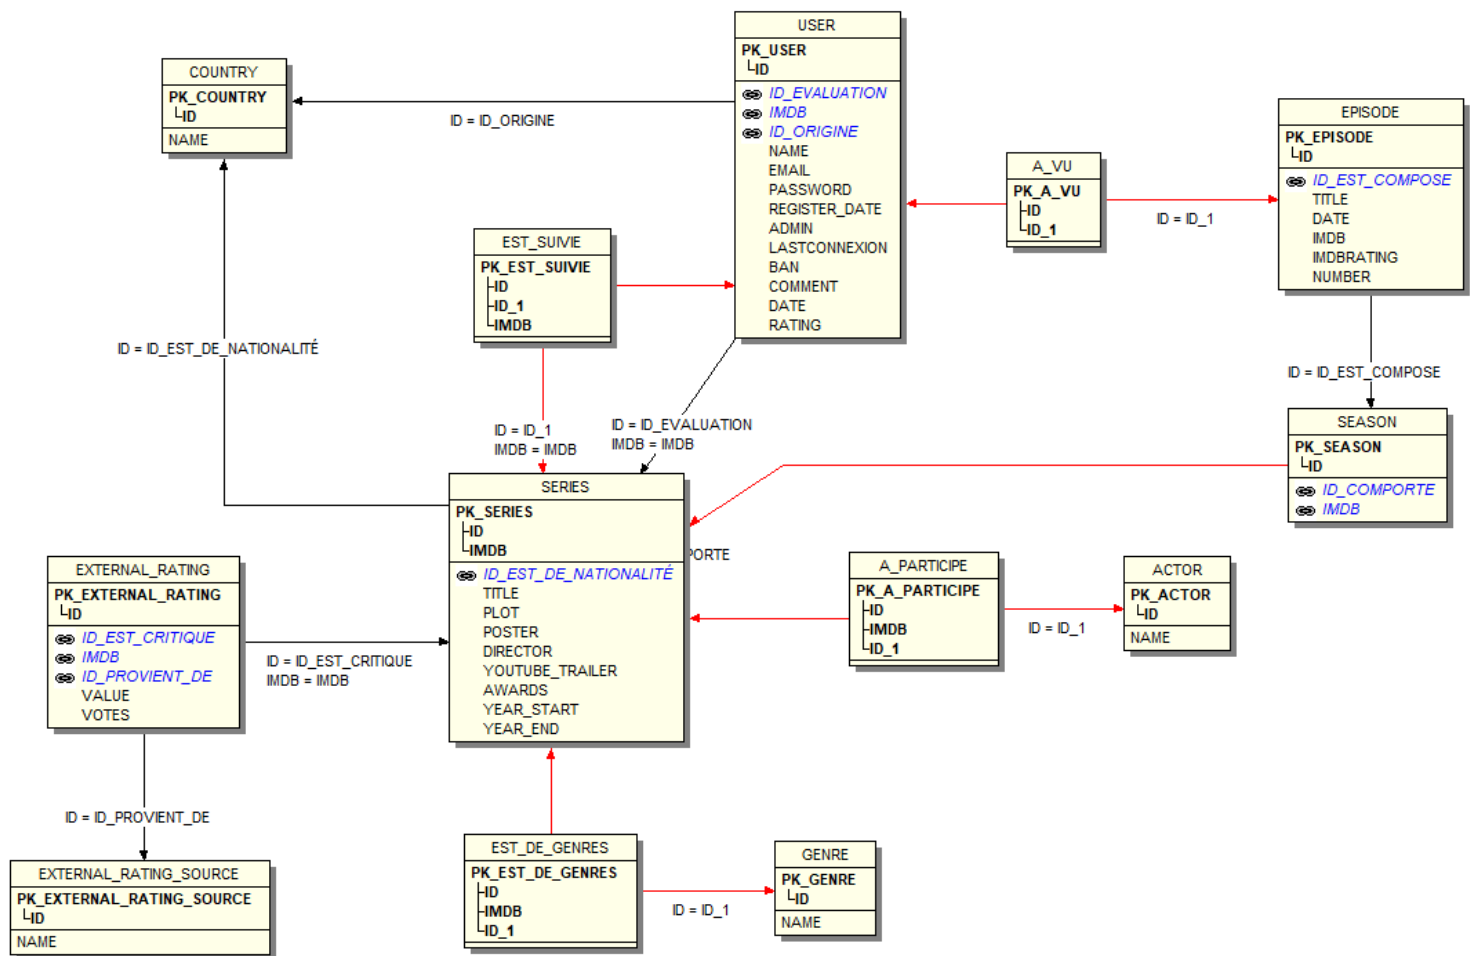 USER
PK_USER
ID
ID_EVALUATION
IMDB
ID_ORIGINE
NAME
EMAIL
PASSWORD
REGISTER_DATE
ADMIN
LASTCONNEXION
BAN
COMMENT
DATE
RATING
COUNTRY
PK_COUNTRY
ID
NAME
ID = ID_ORIGINE
EPISODE
PK_EPISODE
ID
ID_EST_COMPOSE
TITLE
DATE
IMDB
IMDBRATING
NUMBER
A_VU
PK_A_VU
ID
ID_1
ID = ID_1
EST_SUIVIE
PK_EST_SUIVIE
ID
ID_1
IMDB
ID = ID_EST_DE_NATIONALITÉ
ID = ID_EST_COMPOSE
ID = ID_1
IMDB = IMDB
ID = ID_EVALUATION
IMDB = IMDB
SEASON
PK_SEASON
ID
ID_COMPORTE
IMDB
SERIES
PK_SERIES
ID
IMDB
ID_EST_DE_NATIONALITÉ
TITLE
PLOT
POSTER
DIRECTOR
YOUTUBE_TRAILER
AWARDS
YEAR_START
YEAR_END
PORTE
EXTERNAL_RATING
PK_EXTERNAL_RATING
ID
ID_EST_CRITIQUE
IMDB
ID_PROVIENT_DE
VALUE
VOTES
ID = ID_EST_CRITIQUE
IMDB = IMDB
A_PARTICIPE
PK_A_PARTICIPE
ID
IMDB
ID_1
ID = ID_1
ACTOR
PK_ACTOR
ID
NAME
ID = ID_PROVIENT_DE
EXTERNAL_RATING_SOURCE
PK_EXTERNAL_RATING_SOURCE
ID
NAME
EST_DE_GENRES
PK_EST_DE_GENRES
ID
IMDB
ID_1
ID = ID_1
GENRE
PK_GENRE
ID
NAME